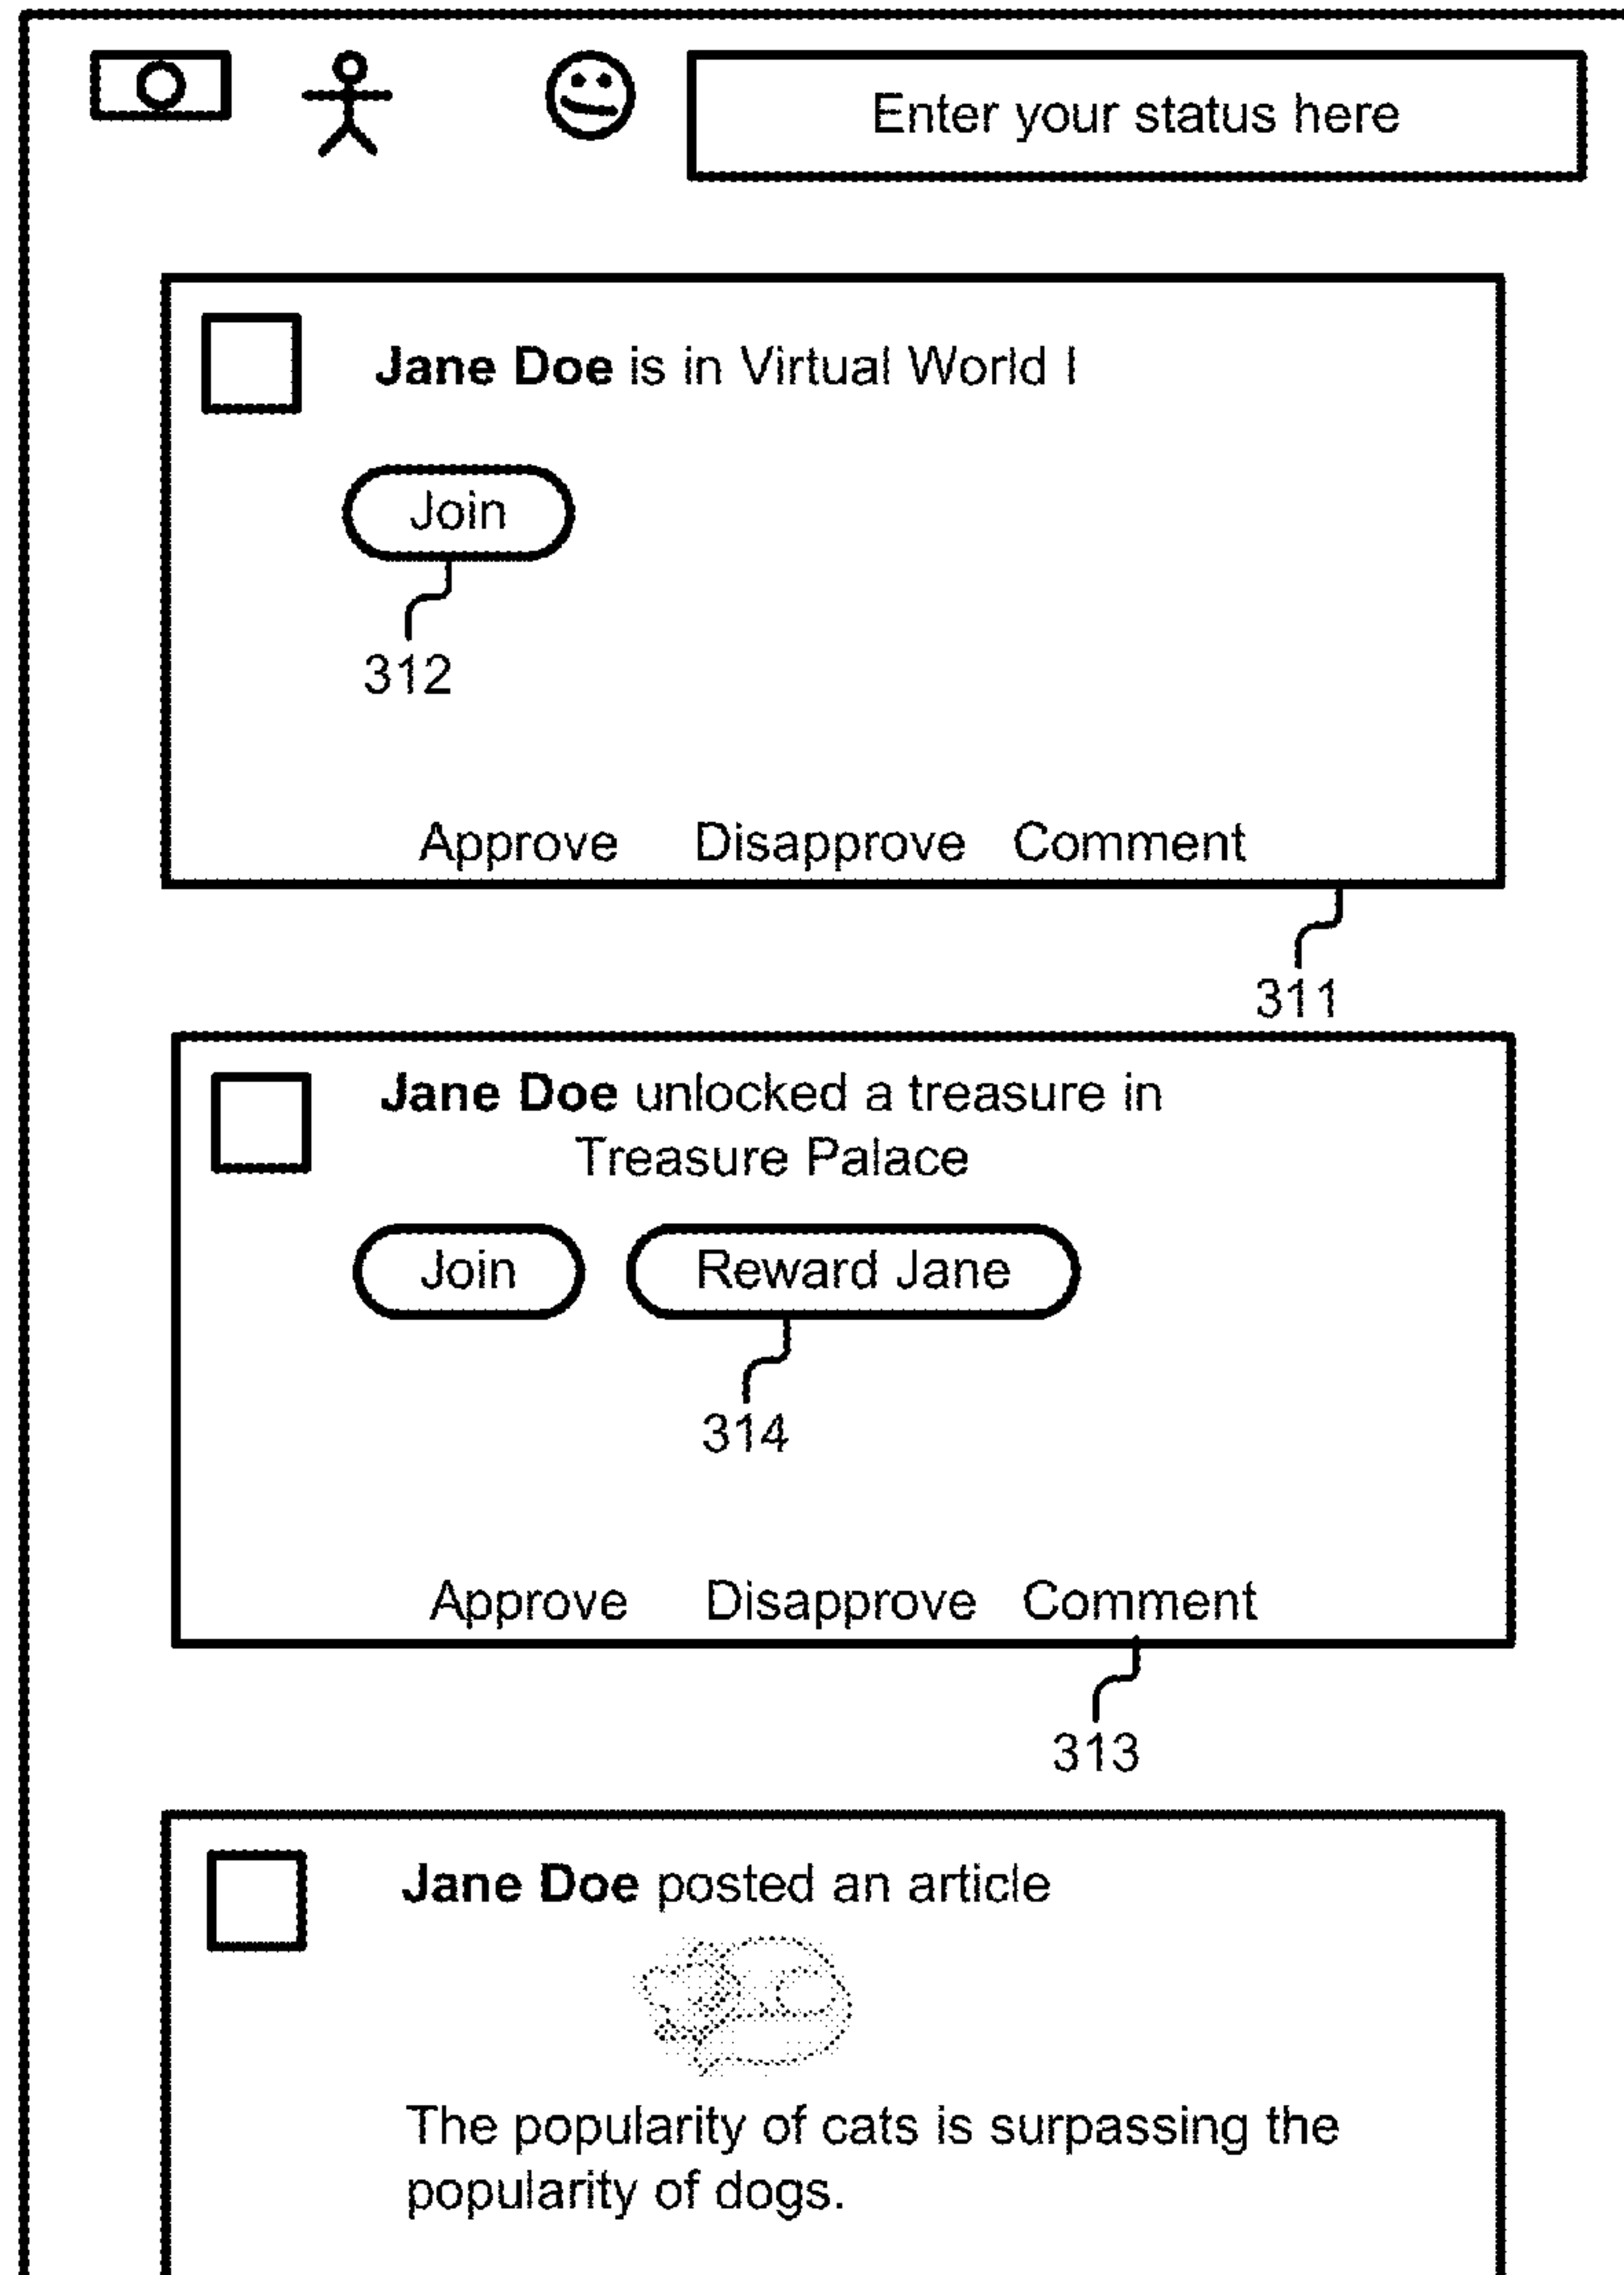 Enter your status here
Jane Doe is in Virtual World I
Join
312
Approve Disapprove Comment
311
Jane Doe unlocked a treasure in
Treasure Palace
Join Reward Jane
314
Approve Disapprove Comment
313
Jane Doe posted an article
The popularity of cats is surpassing the
popularity of dogs.